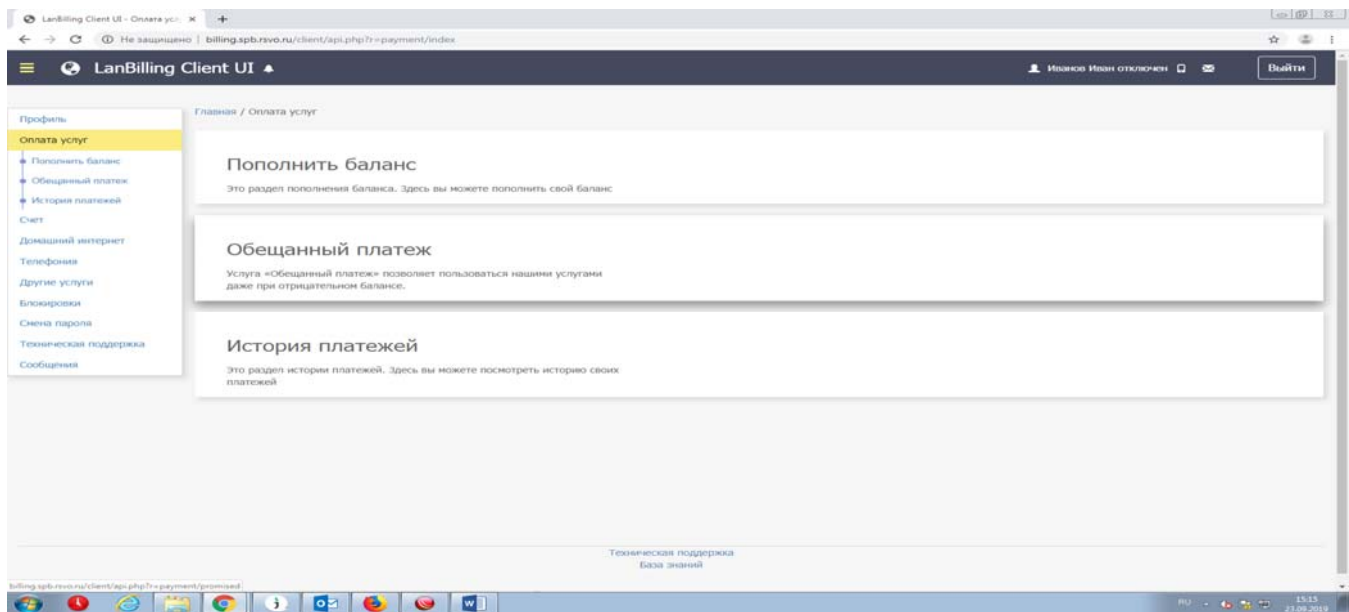 LanBilling Client UI - Оплата усл
Не защищено | billing.spb.rsvo.ru/client/api.php?r=payment/index
LanBilling Client UI
Иванов Иван отключен
Выйти
Главная / Оплата услуг
Профиль
Оплата услуг
Пополнить баланс
Обещанный платеж
История платежей
Счет
Домашний интернет
Телефония
Другие услуги
Блокировки
Смена пароля
Техническая поддержка
Сообщения
Пополнить баланс
Это раздел пополнения баланса. Здесь вы можете пополнить свой баланс
Обещанный платеж
Услуга «Обещанный платеж» позволяет пользоваться нашими услугами
даже при отрицательном балансе.
История платежей
Это раздел истории платежей. Здесь вы можете посмотреть историю своих
платежей
Техническая поддержка
База знаний
billing.spb.rsvo.ru/client/api.php?r=payment/promised
RU
15:15
23.09.2019